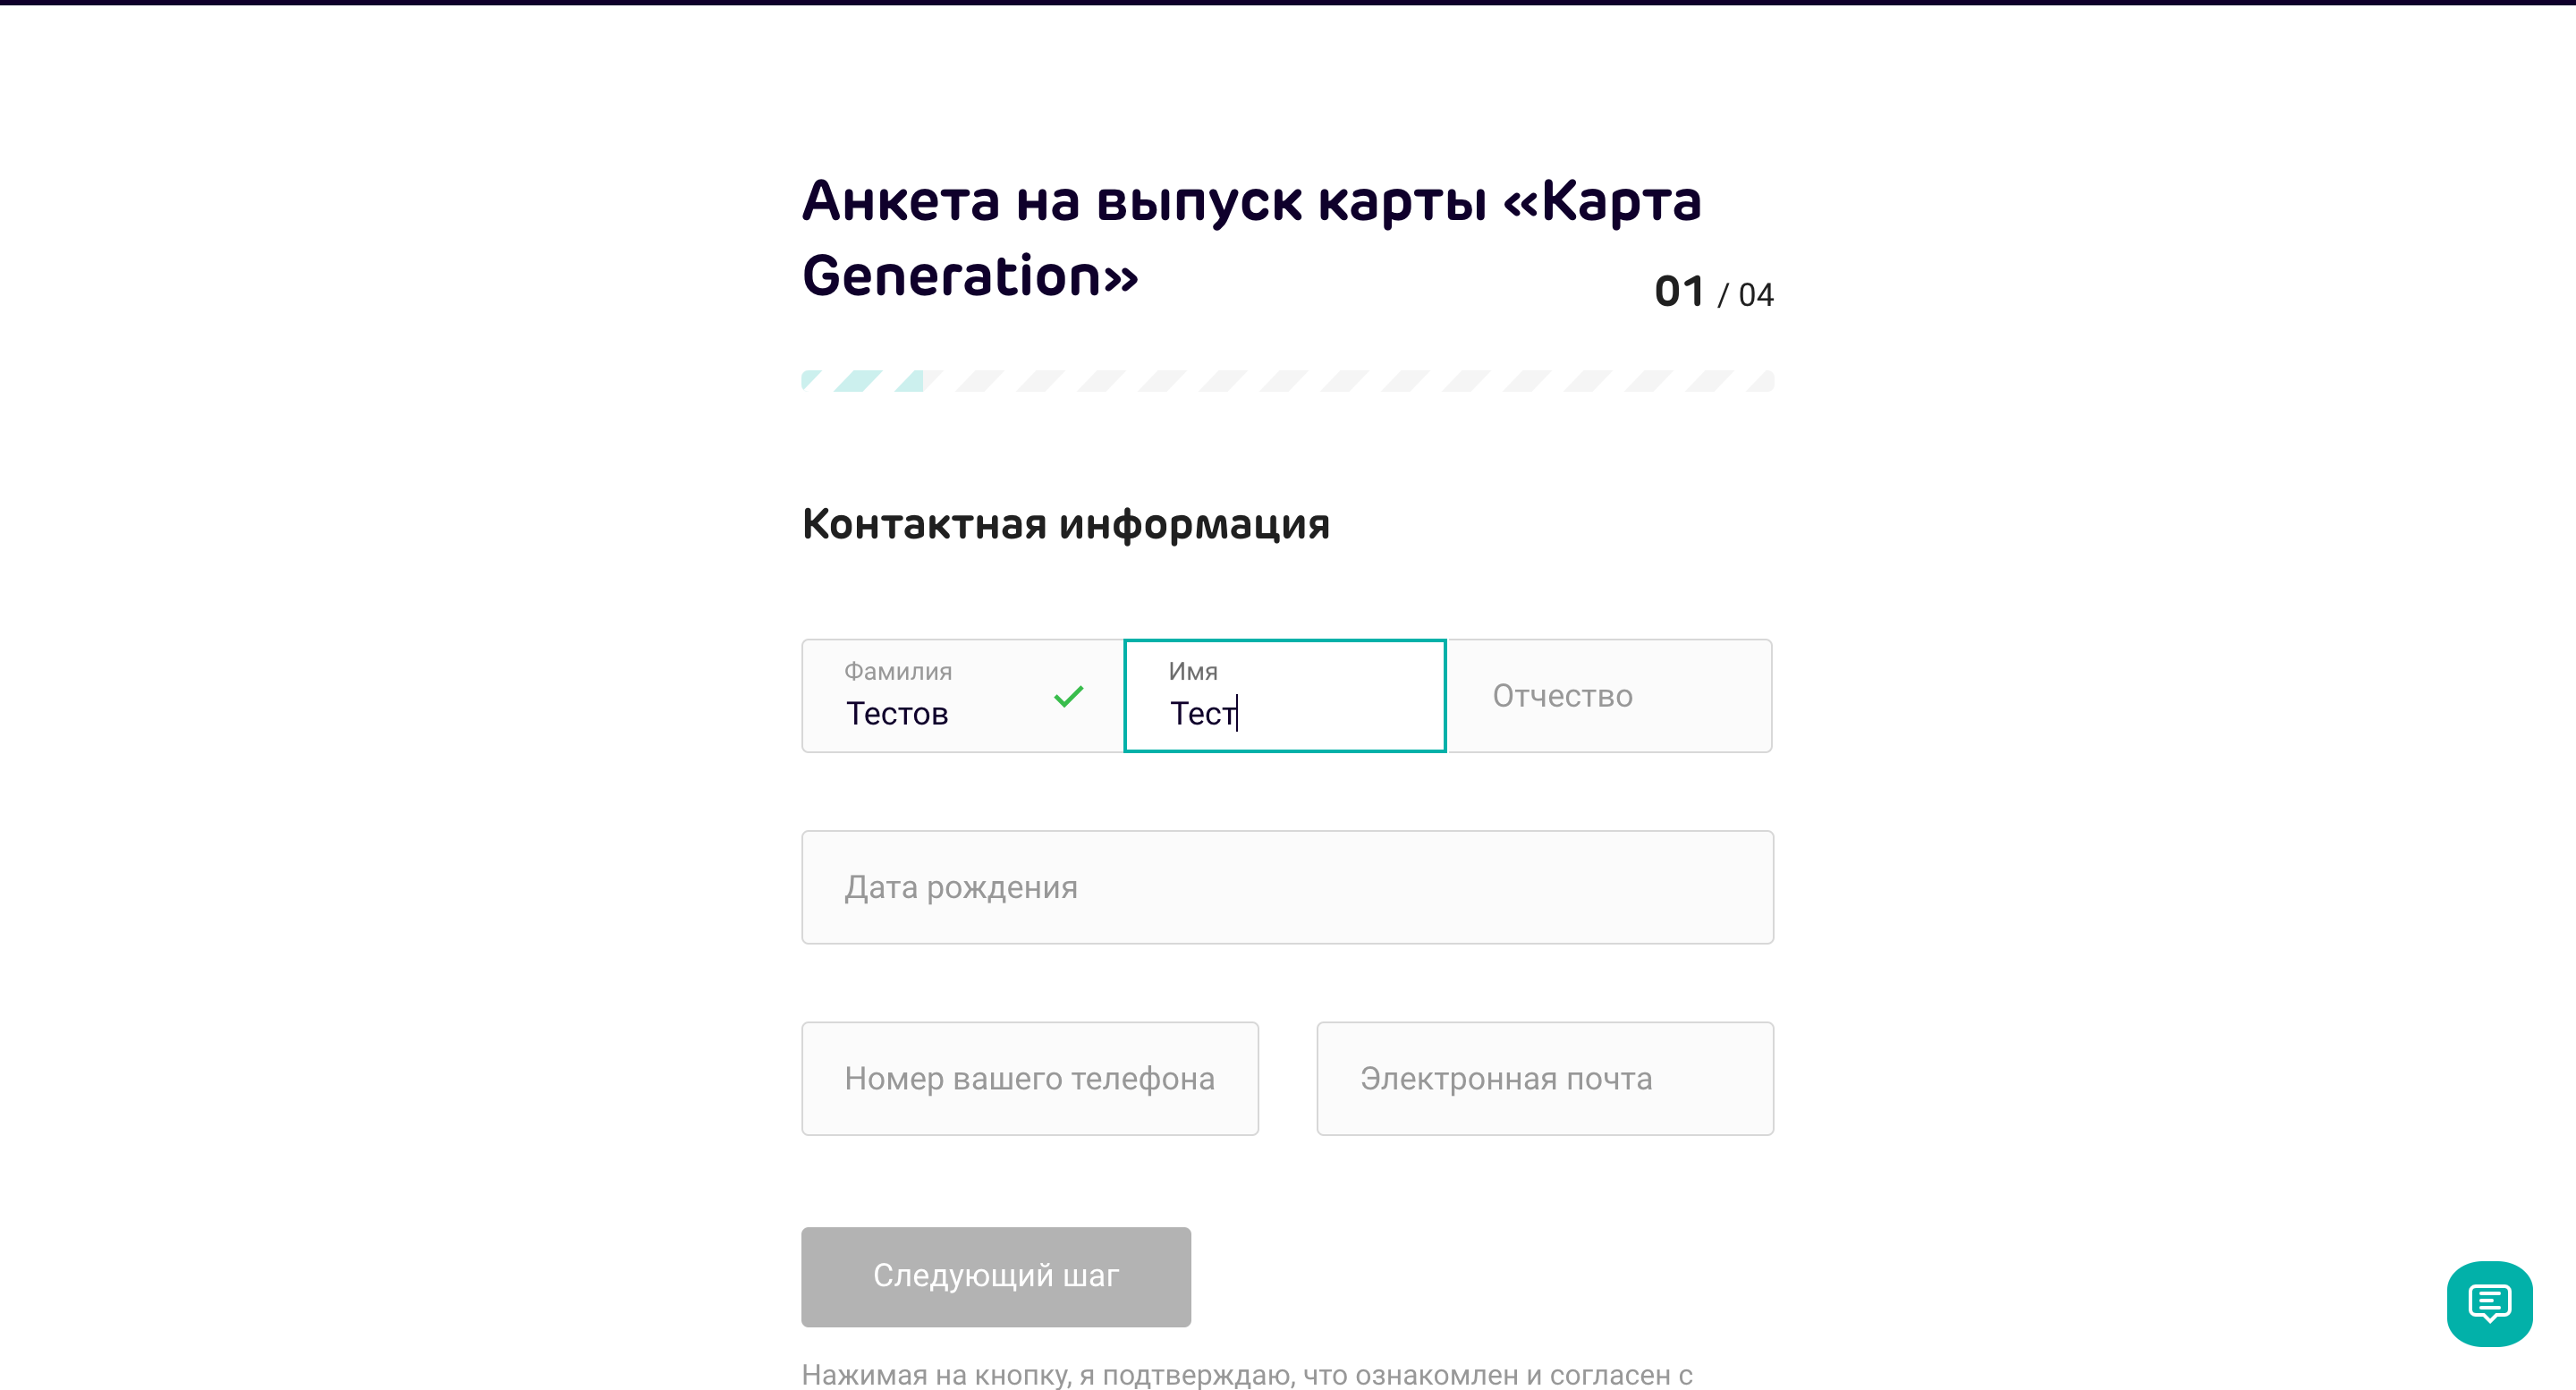 Анкета на выпуск карты «Карта
Generation»
01 / 04
Контактная информация
Фамилия
Тестов
Имя
Тест
Отчество
Дата рождения
Номер вашего телефона
Электронная почта
Следующий шаг
Нажимая на кнопку, я подтверждаю, что ознакомлен и согласен с